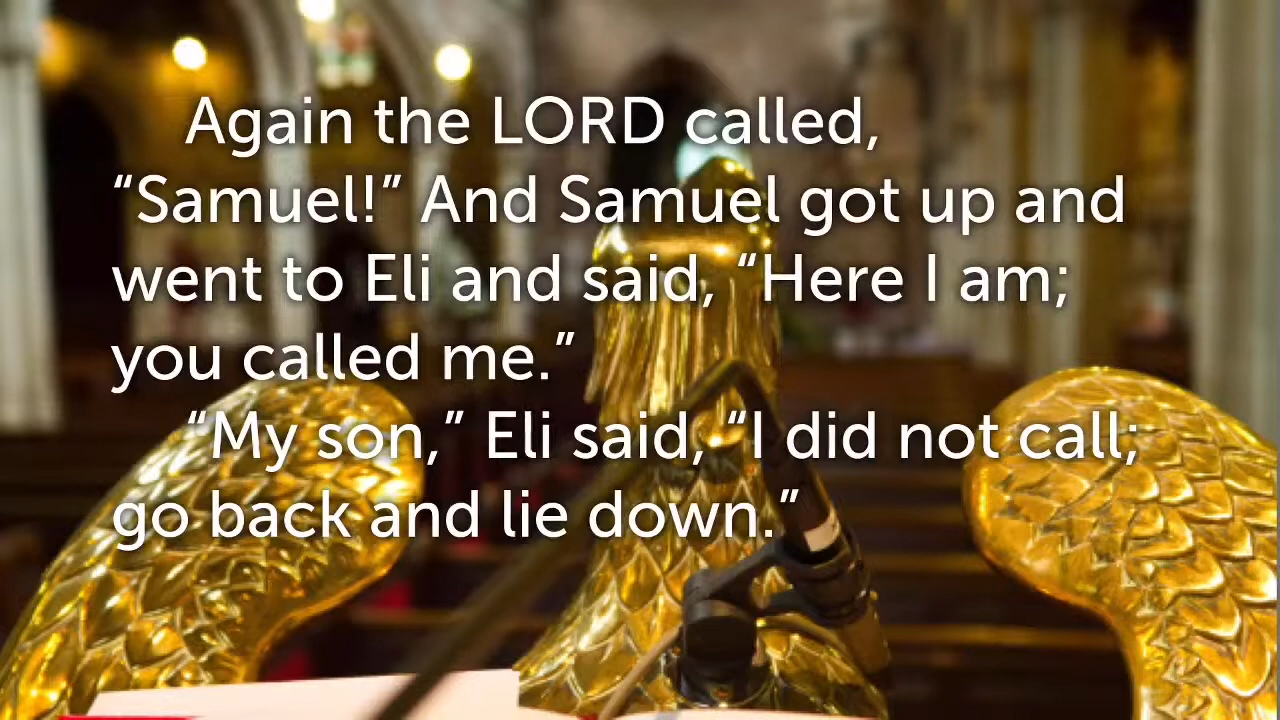 Again the LORD called,
“Samuel!” And Samuel got up and
went to Eli and said, “Here I am;
you called me.”
“My son,” Eli said, “I did not call;
go back and lie down.”